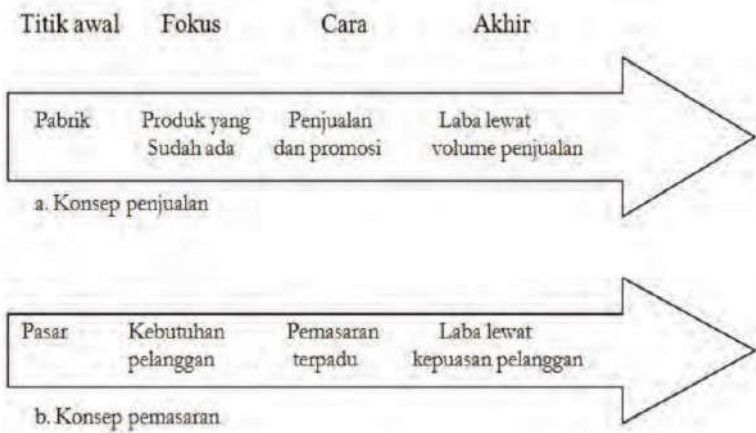 Titik awal Fokus Cara Akhir
Pabrik Produk yang Penjualan Laba lewat
Sudah ada dan promosi volume penjualan
a. Konsep penjualan
Pasar Kebutuhan Pemasaran Laba lewat
pelanggan terpadu kepuasan pelanggan
b. Konsep pemasaran